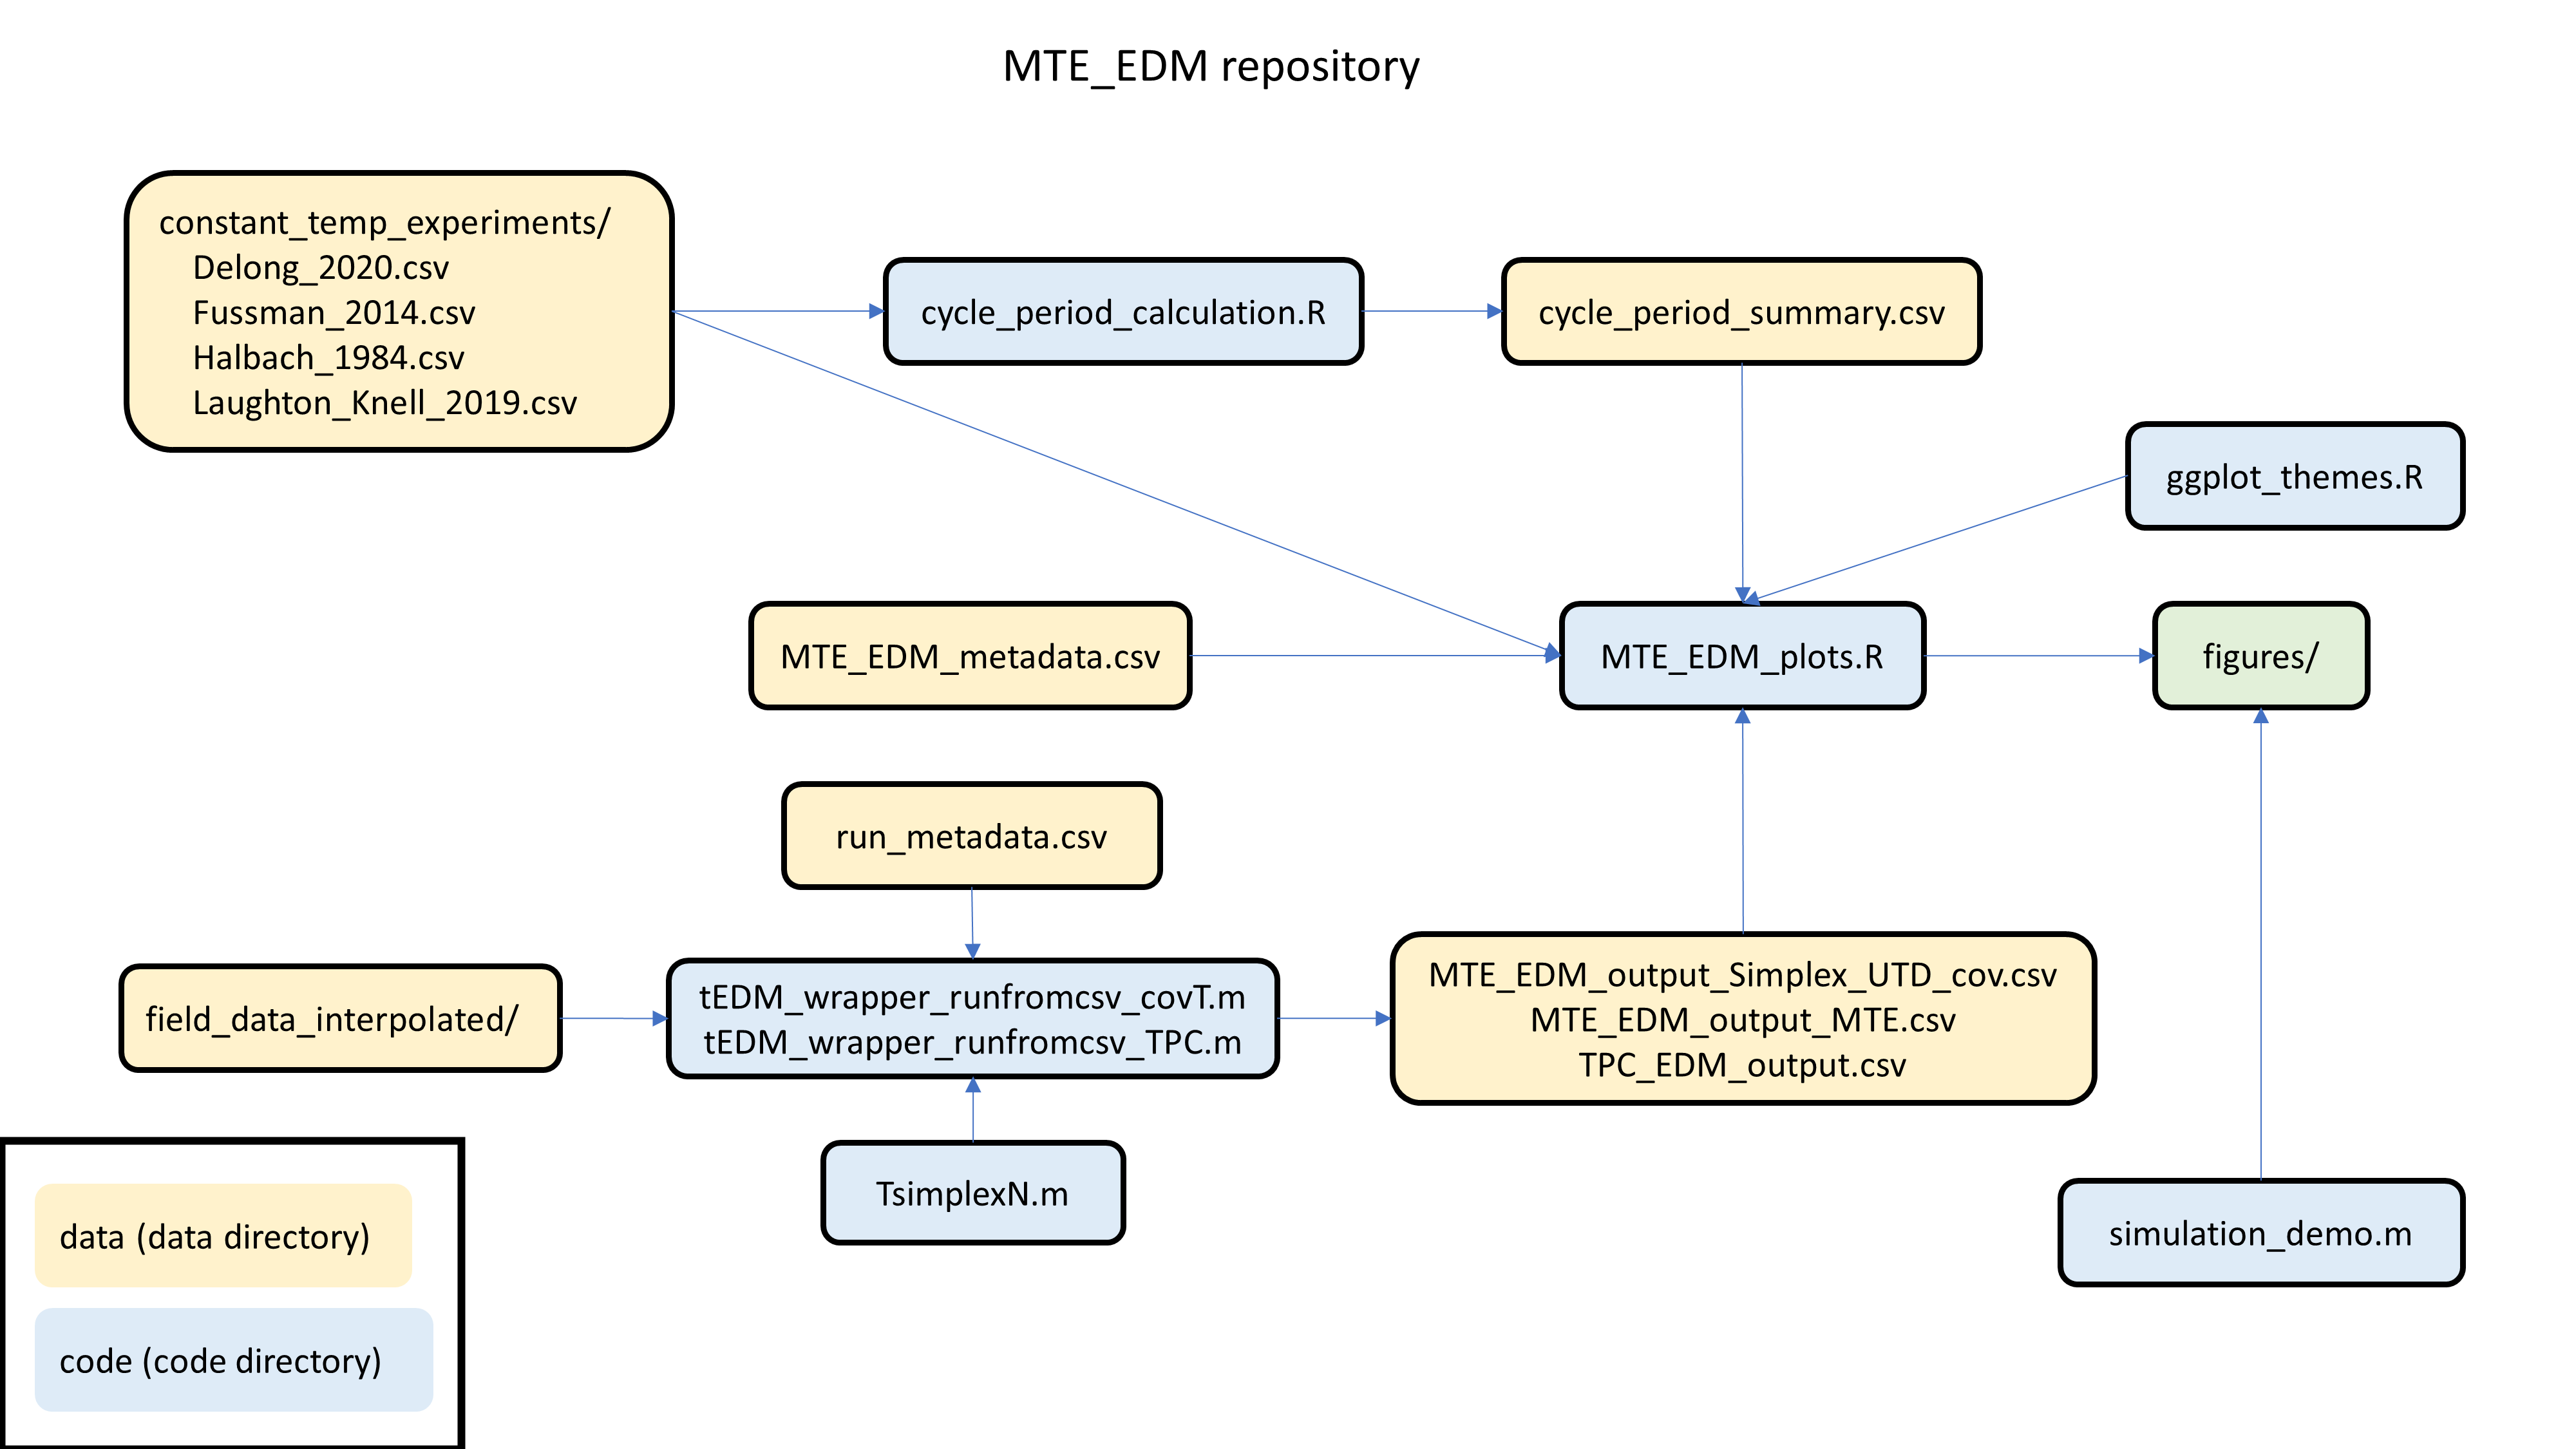 MTE_EDM repository
constant_temp_experiments/
Delong_2020.csv
Fussman_2014.csv
Halbach_1984.csv
Laughton_Knell_2019.csv
cycle_period_calculation.R
cycle_period_summary.csv
ggplot_themes.R
MTE_EDM_metadata.csv
MTE_EDM_plots.R
figures/
run_metadata.csv
field_data_interpolated/
tEDM_wrapper_runfromcsv_covT.m
tEDM_wrapper_runfromcsv_TPC.m
MTE_EDM_output_Simplex_UTD_cov.csv
MTE_EDM_output_MTE.csv
TPC_EDM_output.csv
TsimplexN.m
simulation_demo.m
data (data directory)
code (code directory)